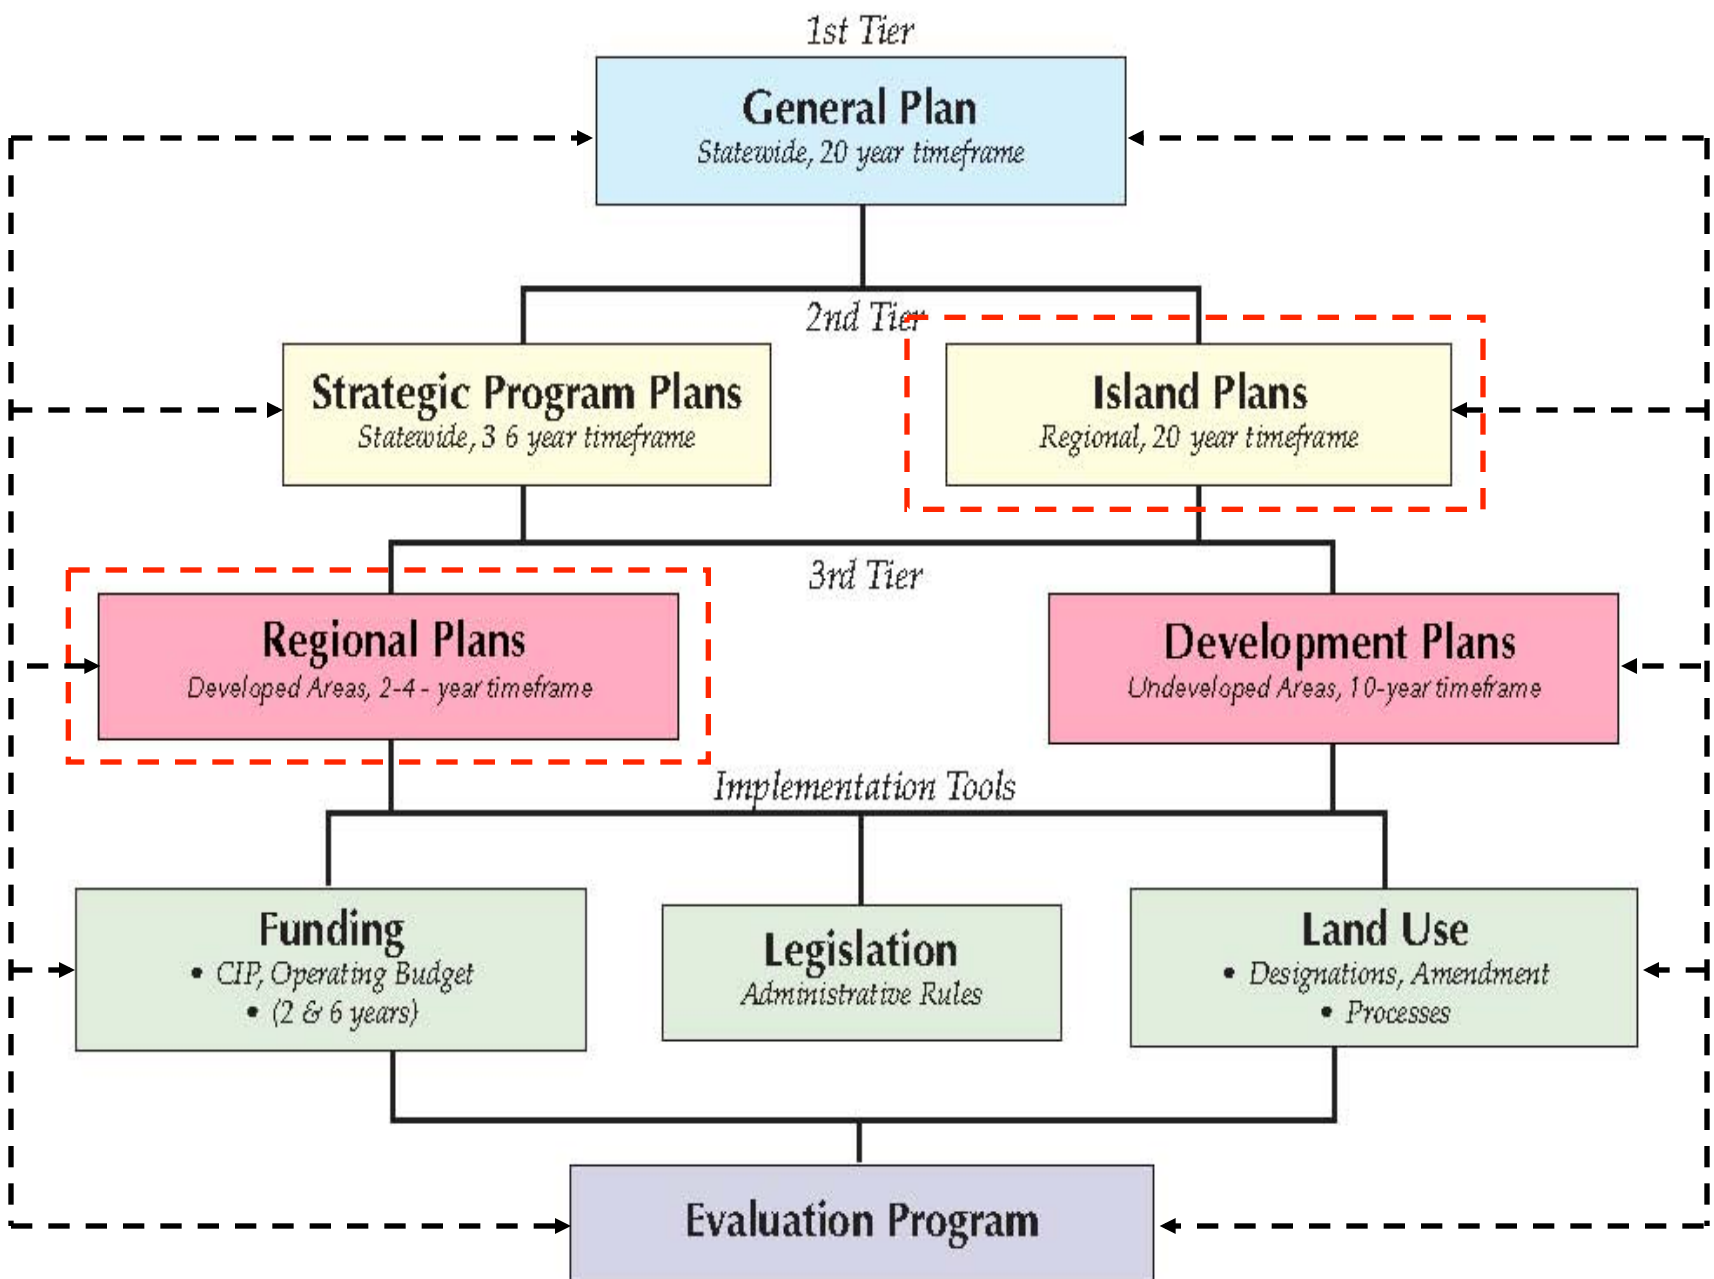 1st Tier
General Plan
Statewide, 20 year timeframe
2nd Tier
Strategic Program Plans
Statewide, 3 6 year timeframe
Island Plans
Regional, 20 year timeframe
3rd Tier
Regional Plans
Developed Areas, 2-4 - year timeframe
Development Plans
Undeveloped Areas, 10-year timeframe
Implementation Tools
Funding
• CIP, Operating Budget
• (2 & 6 years)
Legislation
Administrative Rules
Land Use
• Designations, Amendment
• Processes
Evaluation Program